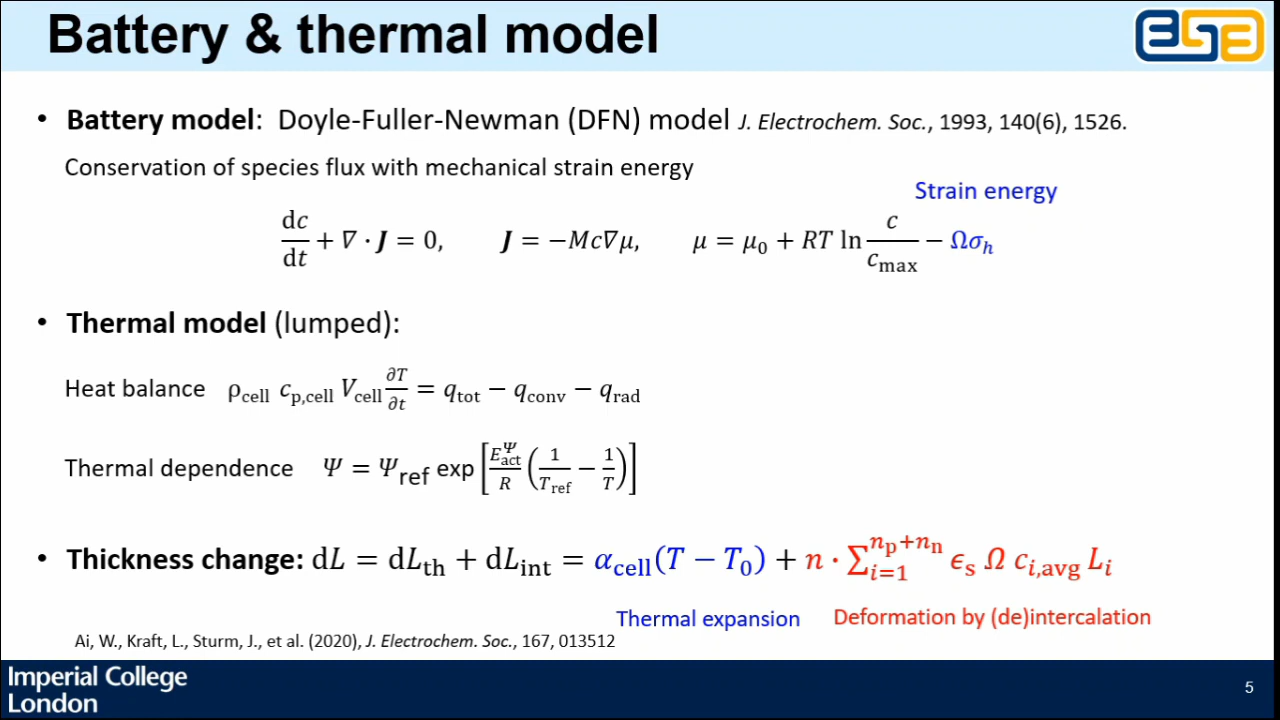 Battery & thermal model
• Battery model: Doyle-Fuller-Newman (DFN) model J. Electrochem. Soc., 1993, 140(6), 1526.
Conservation of species flux with mechanical strain energy
Strain energy
dc/dt + ∇ · J = 0, J = −Mc∇μ, μ = μ₀ + RT ln c/c_max − Ωσ_h
• Thermal model (lumped):
Heat balance ρ_cell c_p,cell V_cell ∂T/∂t = q_tot − q_conv − q_rad
Thermal dependence Ψ = Ψ_ref exp[E_act^Ψ/R (1/T_ref − 1/T)]
• Thickness change: dL = dL_th + dL_int = α_cell(T − T₀) + n · ∑_{i=1}^{n_p+n_n} ϵ_s Ω c_i,avg L_i
Thermal expansion Deformation by (de)intercalation
Ai, W., Kraft, L., Sturm, J., et al. (2020), J. Electrochem. Soc., 167, 013512
Imperial College
London
5